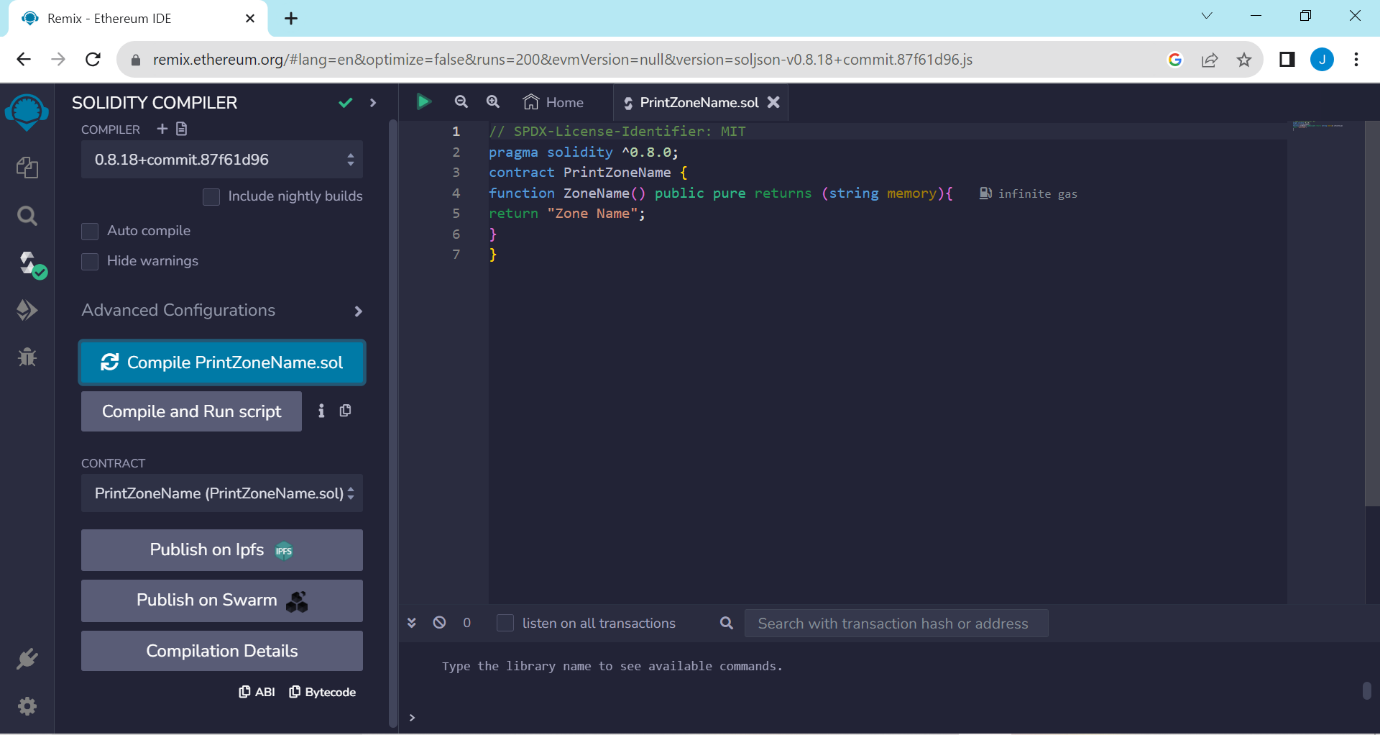 Remix - Ethereum IDE
remix.ethereum.org/#lang=en&optimize=false&runs=200&evmVersion=null&version=soljson-v0.8.18+commit.87f61d96.js
J
SOLIDITY COMPILER
COMPILER
0.8.18+commit.87f61d96
Include nightly builds
Auto compile
Hide warnings
Advanced Configurations
Compile PrintZoneName.sol
Compile and Run script
CONTRACT
PrintZoneName (PrintZoneName.sol)
Publish on Ipfs IPFS
Publish on Swarm
Compilation Details
ABI Bytecode
Home PrintZoneName.sol
1 // SPDX-License-Identifier: MIT
2 pragma solidity ^0.8.0;
3 contract PrintZoneName {
4 function ZoneName() public pure returns (string memory){ infinite gas
5 return "Zone Name";
6 }
7 }
0 listen on all transactions Search with transaction hash or address
Type the library name to see available commands.
>